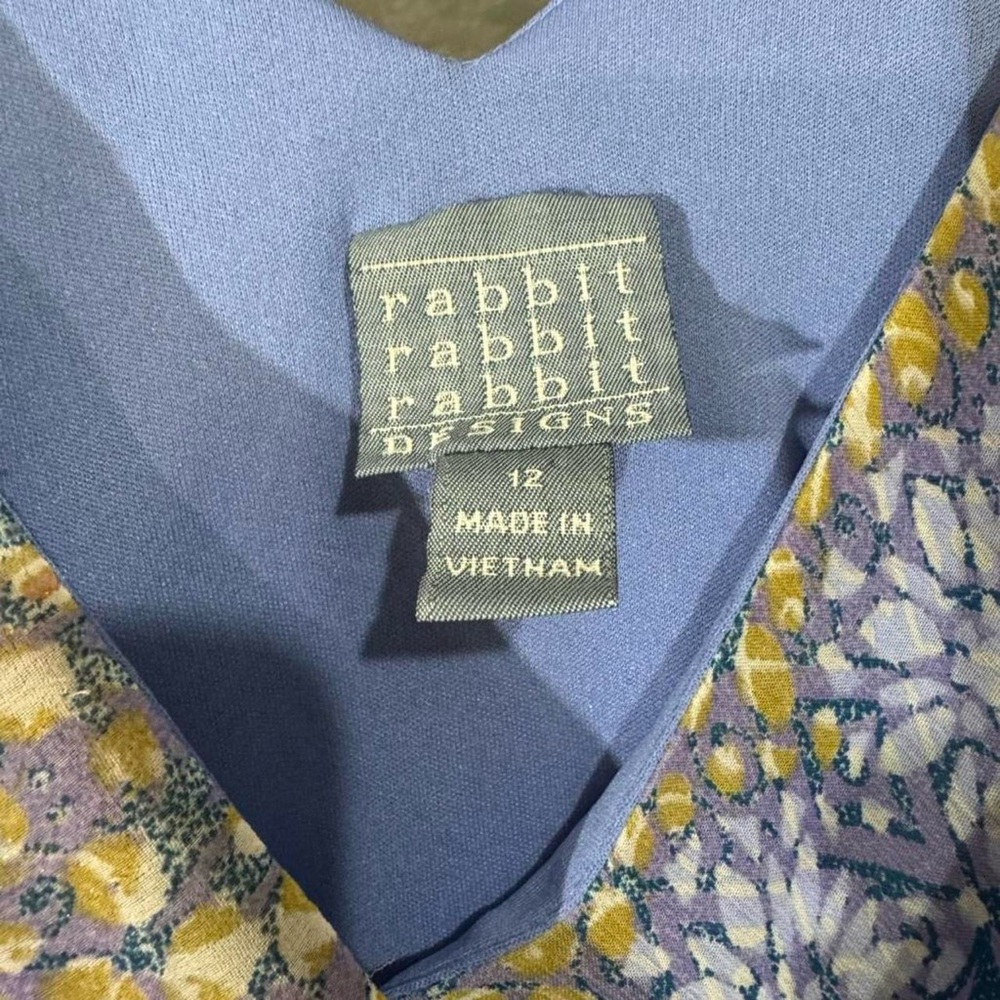 rabbit
rabbit
rabbit
DESIGNS
12
MADE IN
VIETNAM